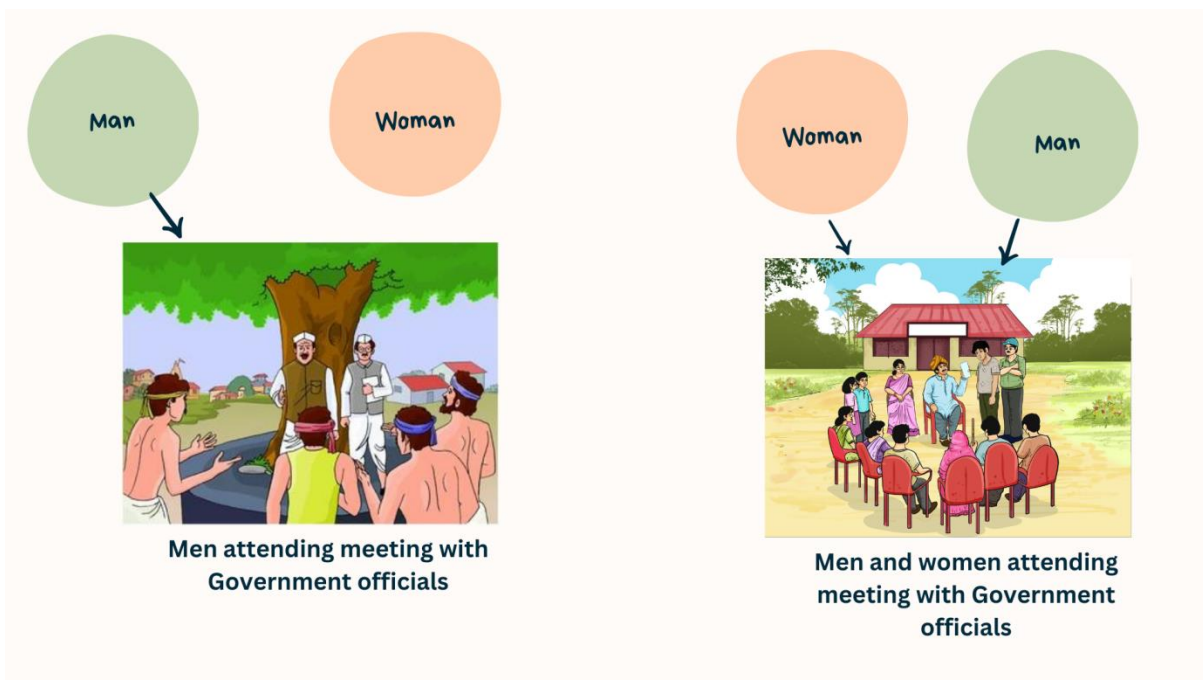 Man
Woman
Men attending meeting with
Government officials
Woman
Man
Men and women attending
meeting with Government
officials